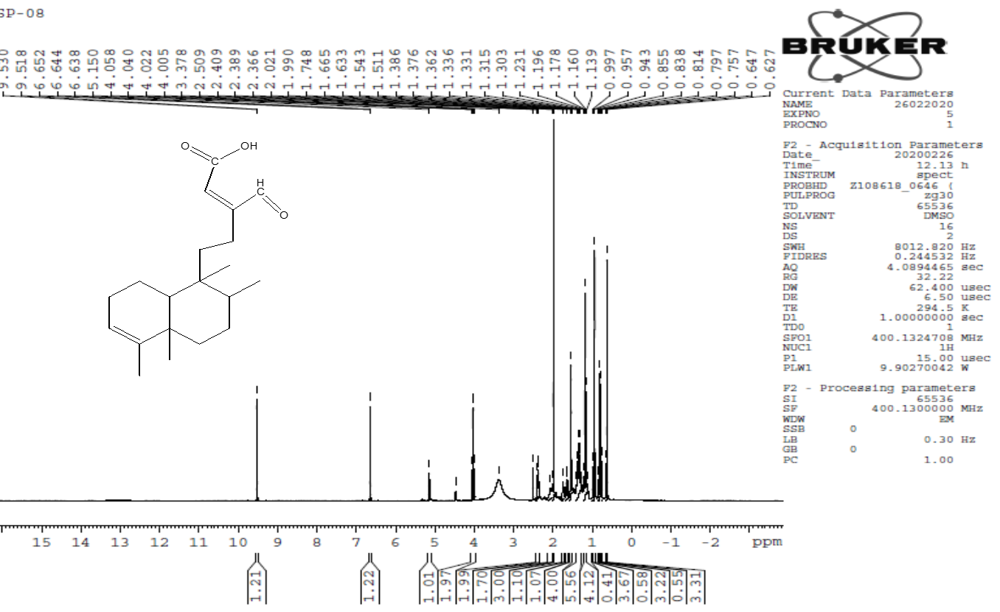 SP-08
9.530 9.518 6.652 6.644 6.638 5.150 4.058 4.040 4.022 4.005 3.378 2.509 2.409 2.389 2.366 2.021 1.990 1.748 1.665 1.633 1.543 1.511 1.386 1.376 1.362 1.336 1.331 1.315 1.303 1.231 1.196 1.178 1.160 1.139 0.997 0.957 0.943 0.855 0.838 0.814 0.797 0.757 0.647 0.627
BRUKER
O OH
C
H
C
O
15 14 13 12 11 10 9 8 7 6 5 4 3 2 1 0 -1 -2 ppm
1.21 1.22 1.01 1.97 1.99 1.70 3.00 1.10 1.07 4.00 5.56 4.12 0.41 3.67 0.58 3.22 0.55 3.31
Current Data Parameters
NAME 26022020
EXPNO 5
PROCNO 1
F2 - Acquisition Parameters
Date_ 20200226
Time 12.13 h
INSTRUM spect
PROBHD Z108618_0646 (
PULPROG zg30
TD 65536
SOLVENT DMSO
NS 16
DS 2
SWH 8012.820 Hz
FIDRES 0.244532 Hz
AQ 4.0894465 sec
RG 32.22
DW 62.400 usec
DE 6.50 usec
TE 294.5 K
D1 1.00000000 sec
TD0 1
SFO1 400.1324708 MHz
NUC1 1H
P1 15.00 usec
PLW1 9.90270042 W
F2 - Processing parameters
SI 65536
SF 400.1300000 MHz
WDW EM
SSB 0
LB 0.30 Hz
GB 0
PC 1.00